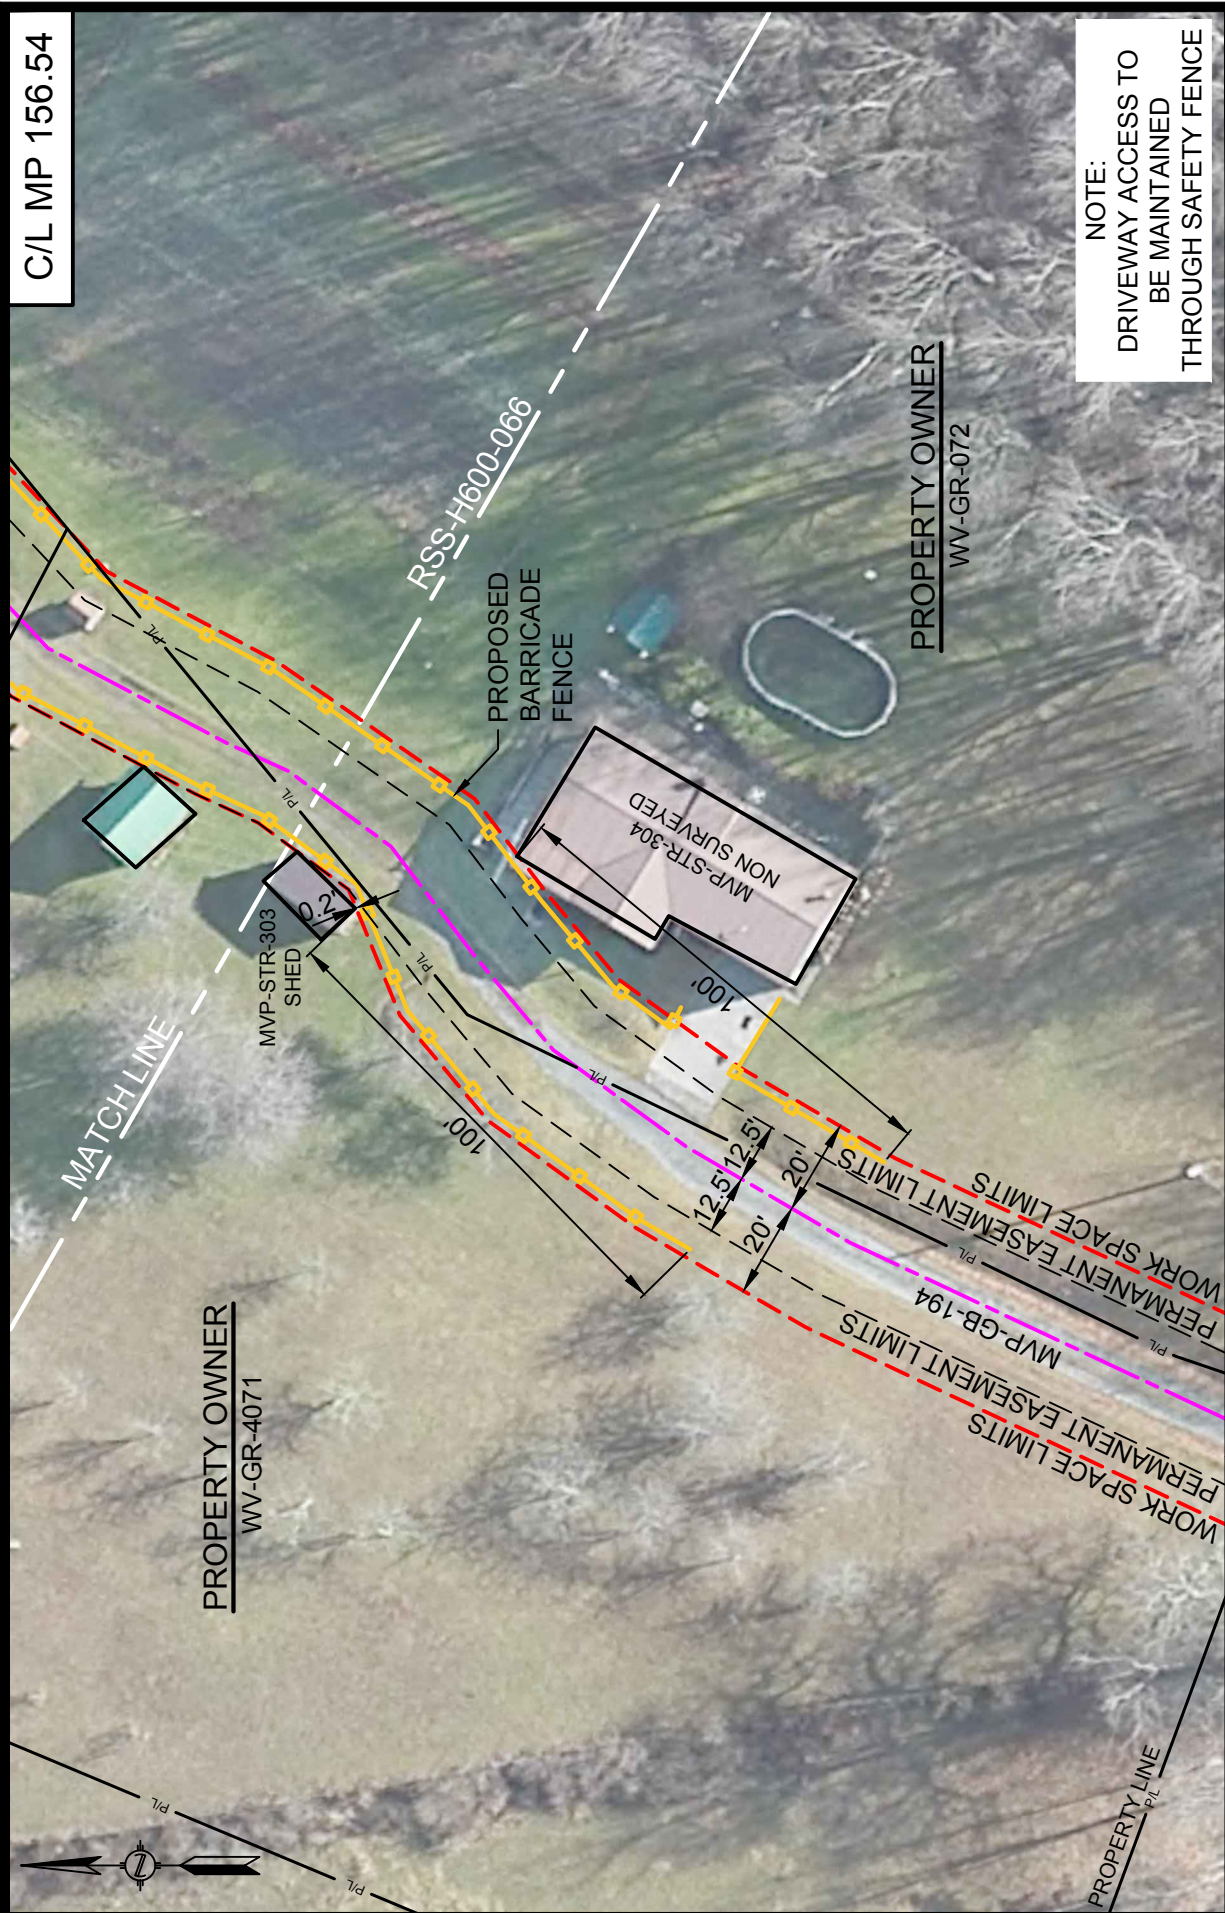 C/L MP 156.54
NOTE:
DRIVEWAY ACCESS TO
BE MAINTAINED
THROUGH SAFETY FENCE
MATCH LINE
RSS-H600-066
PROPOSED
BARRICADE
FENCE
PROPERTY OWNER
WV-GR-072
MVP-STR-303
SHED
0.2'
MVP-STR-304
NON SURVEYED
100'
100'
12.5'
12.5'
20'
20'
PROPERTY OWNER
WV-GR-4071
WORK SPACE LIMITS
PERMANENT EASEMENT LIMITS
MVP-GB-194
PERMANENT EASEMENT LIMITS
WORK SPACE LIMITS
P/L
P/L
P/L
P/L
P/L
P/L
P/L
P/L
PROPERTY LINE
P/L
N